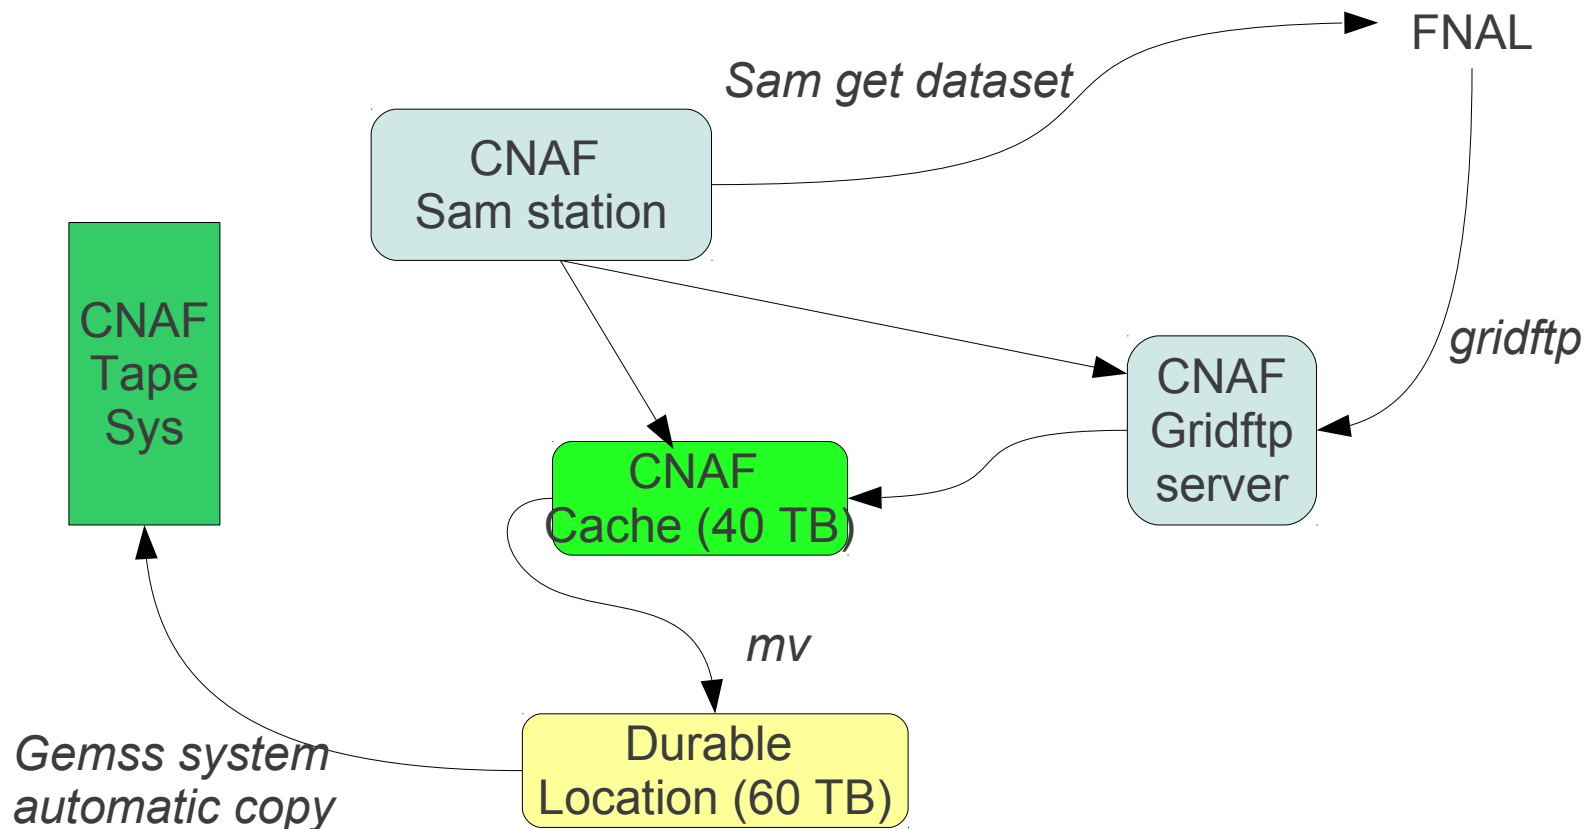 FNAL
Sam get dataset
CNAF
Sam station
CNAF
Tape
Sys
gridftp
CNAF
Gridftp
server
CNAF
Cache (40 TB)
mv
Durable
Location (60 TB)
Gemss system
automatic copy